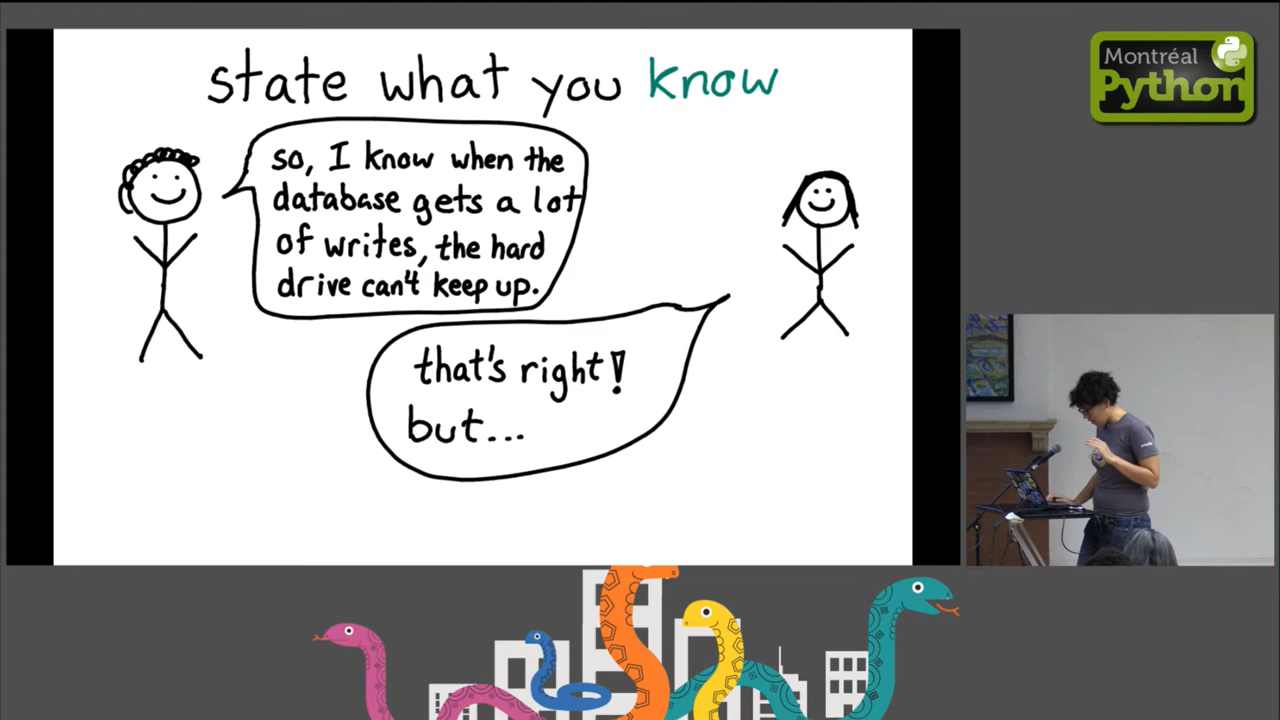 state what you know
so, I know when the
database gets a lot
of writes, the hard
drive can't keep up.
that's right!
but...
Montréal
Python